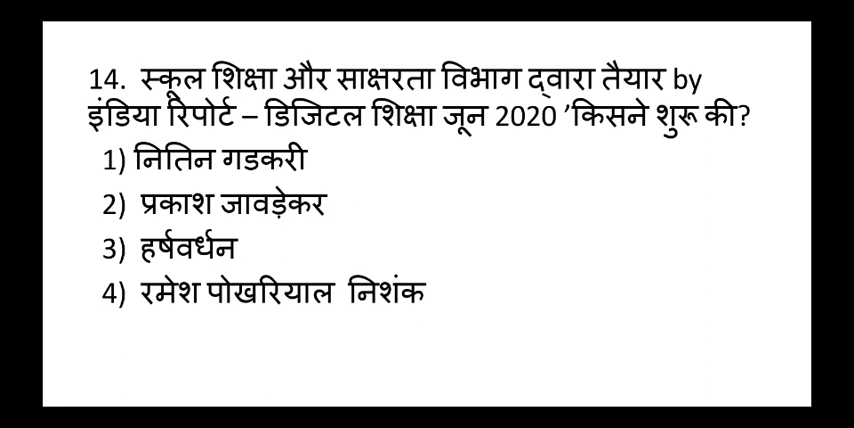 14. स्कूल शिक्षा और साक्षरता विभाग द्वारा तैयार by
इंडिया रिपोर्ट – डिजिटल शिक्षा जून 2020 ’किसने शुरू की?
1) नितिन गडकरी
2) प्रकाश जावड़ेकर
3) हर्षवर्धन
4) रमेश पोखरियाल निशंक